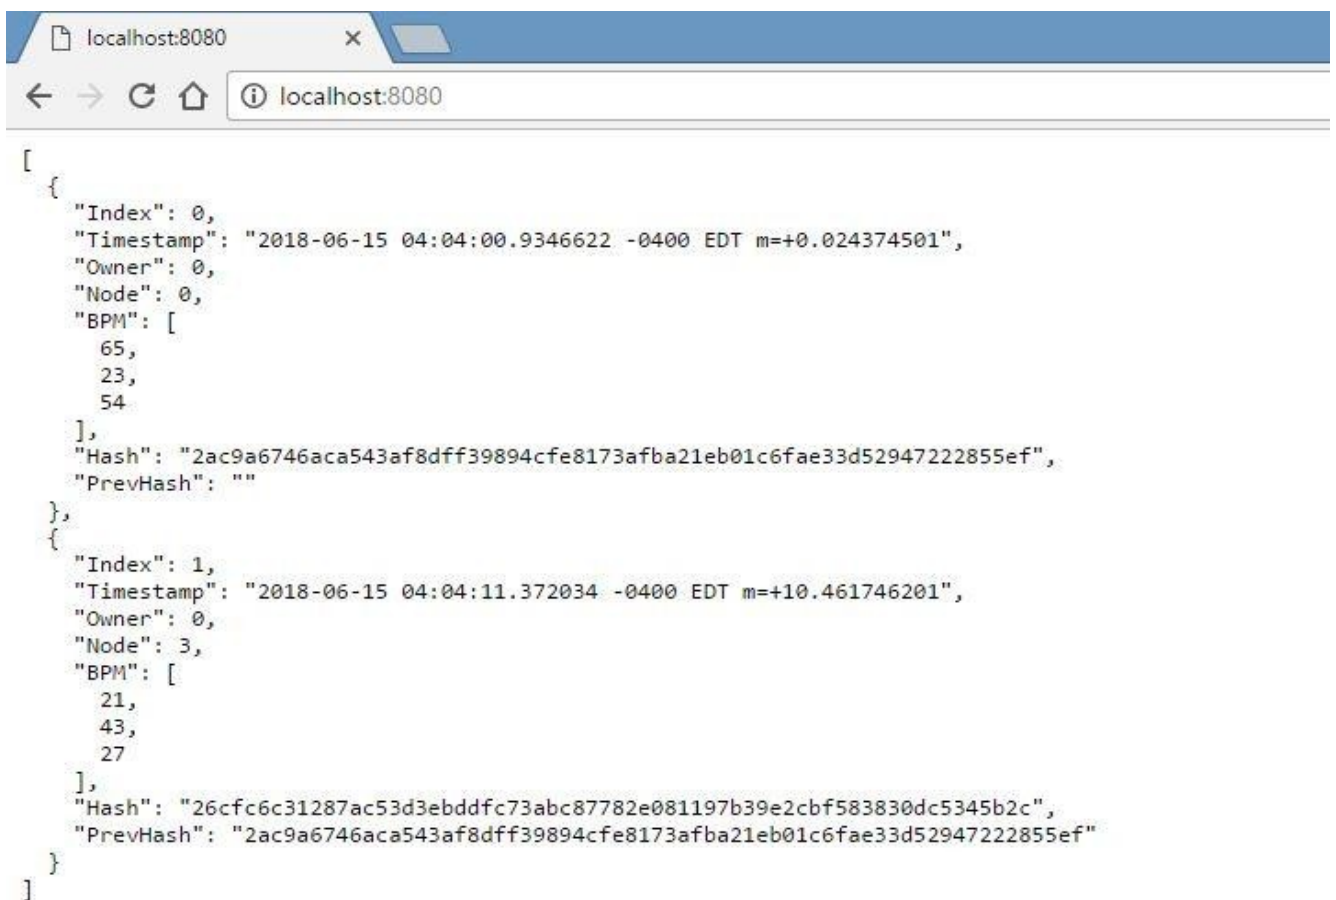 localhost:8080
localhost:8080
[
  {
    "Index": 0,
    "Timestamp": "2018-06-15 04:04:00.9346622 -0400 EDT m=+0.024374501",
    "Owner": 0,
    "Node": 0,
    "BPM": [
      65,
      23,
      54
    ],
    "Hash": "2ac9a6746aca543af8dff39894cfe8173afba21eb01c6fae33d52947222855ef",
    "PrevHash": ""
  },
  {
    "Index": 1,
    "Timestamp": "2018-06-15 04:04:11.372034 -0400 EDT m=+10.461746201",
    "Owner": 0,
    "Node": 3,
    "BPM": [
      21,
      43,
      27
    ],
    "Hash": "26cfc6c31287ac53d3ebddfc73abc87782e081197b39e2cbf583830dc5345b2c",
    "PrevHash": "2ac9a6746aca543af8dff39894cfe8173afba21eb01c6fae33d52947222855ef"
  }
]